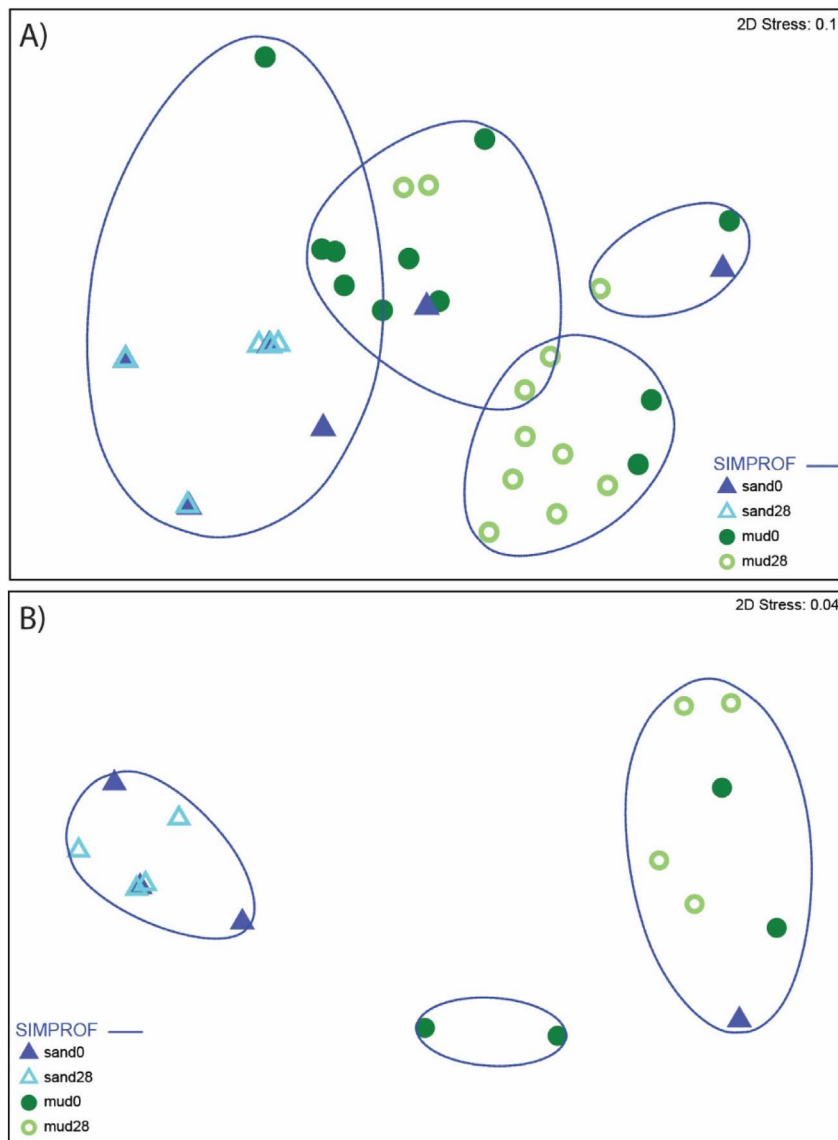 A)
2D Stress: 0.1
SIMPROF
sand0
sand28
mud0
mud28
B)
2D Stress: 0.04
SIMPROF
sand0
sand28
mud0
mud28